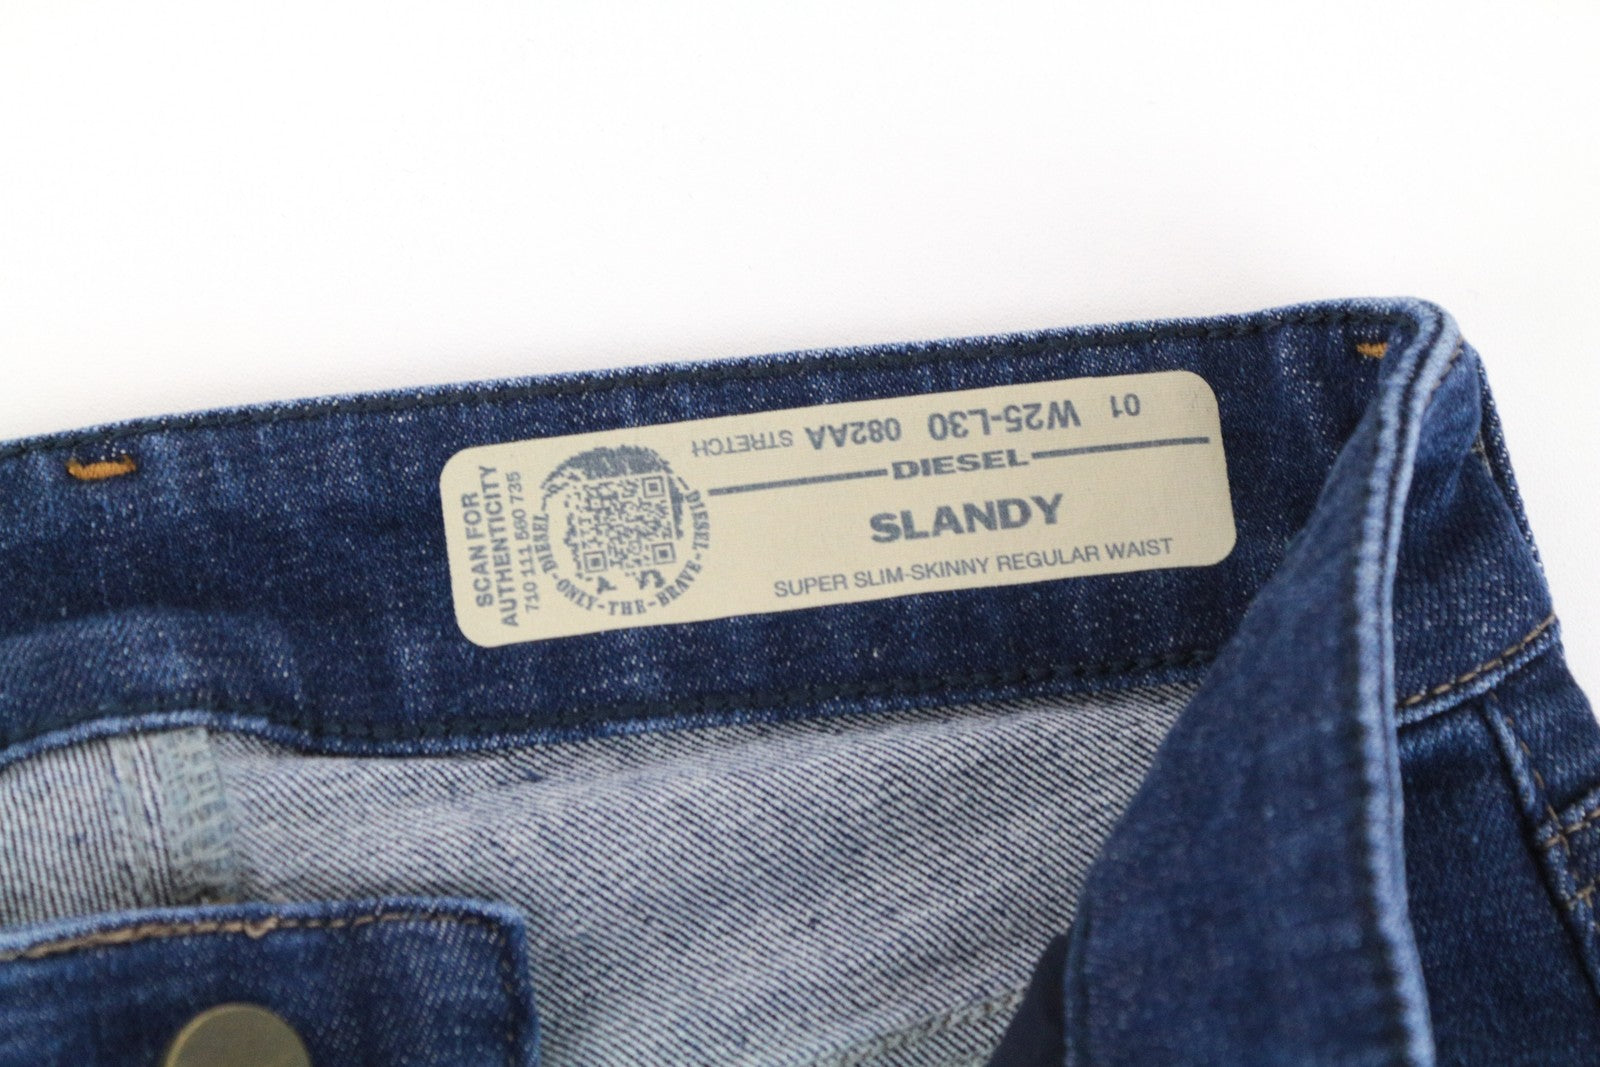 SCAN FOR
AUTHENTICITY
710 111 560 735
DIESEL
ONLY-THE-BRAVE-DIESEL
01 W25-L30 082AA STRETCH
DIESEL
SLANDY
SUPER SLIM-SKINNY REGULAR WAIST